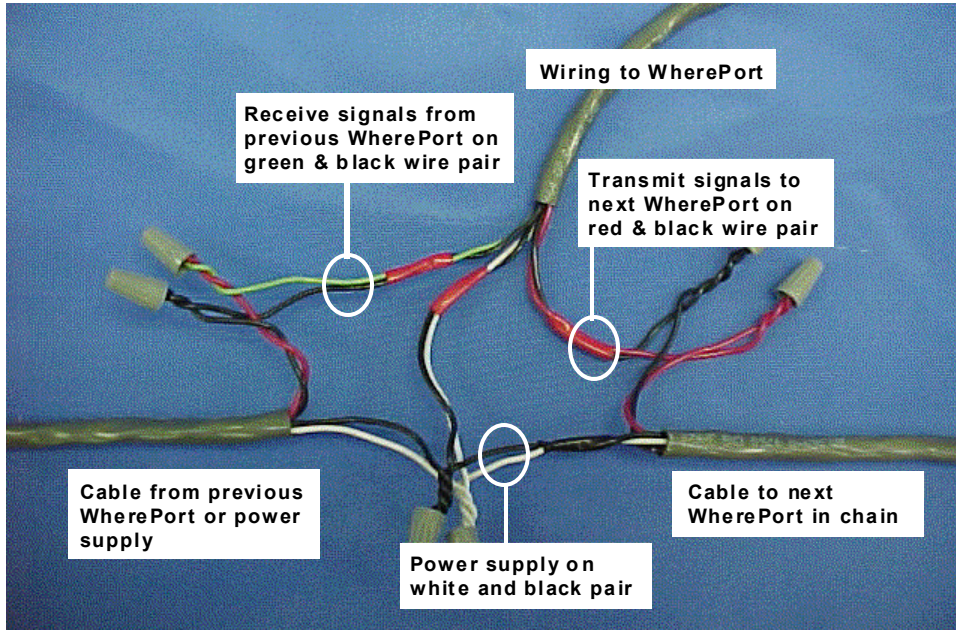 Wiring to WherePort
Receive signals from
previous WherePort on
green & black wire pair
Transmit signals to
next WherePort on
red & black wire pair
Cable from previous
WherePort or power
supply
Cable to next
WherePort in chain
Power supply on
white and black pair